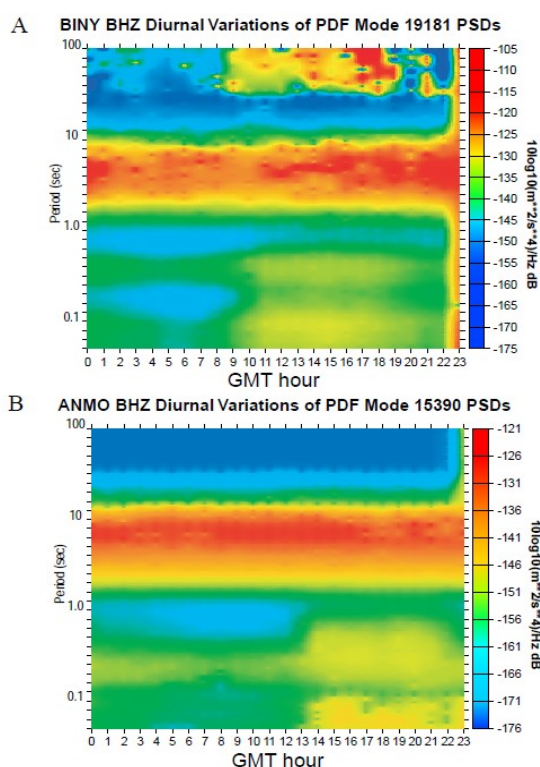 A
BINY BHZ Diurnal Variations of PDF Mode 19181 PSDs
100
10
1.0
0.1
Period (sec)
0 1 2 3 4 5 6 7 8 9 10 11 12 13 14 15 16 17 18 19 20 21 22 23
GMT hour
-105
-110
-115
-120
-125
-130
-135
-140
-145
-150
-155
-160
-165
-170
-175
10log10(m**2/s**4)/Hz dB
B
ANMO BHZ Diurnal Variations of PDF Mode 15390 PSDs
100
10
1.0
0.1
Period (sec)
0 1 2 3 4 5 6 7 8 9 10 11 12 13 14 15 16 17 18 19 20 21 22 23
GMT hour
-121
-126
-131
-136
-141
-146
-151
-156
-161
-166
-171
-176
10log10(m**2/s**4)/Hz dB